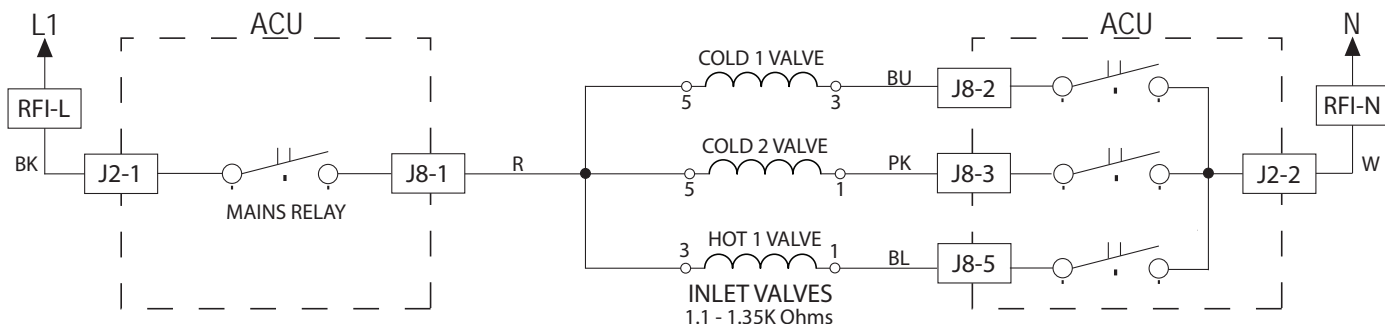 L1
ACU
ACU
N
COLD 1 VALVE
RFI-L
5
3
BU
J8-2
RFI-N
BK
J2-1
J8-1
R
COLD 2 VALVE
5
1
PK
J8-3
J2-2
W
MAINS RELAY
HOT 1 VALVE
3
1
BL
J8-5
INLET VALVES
1.1 - 1.35K Ohms